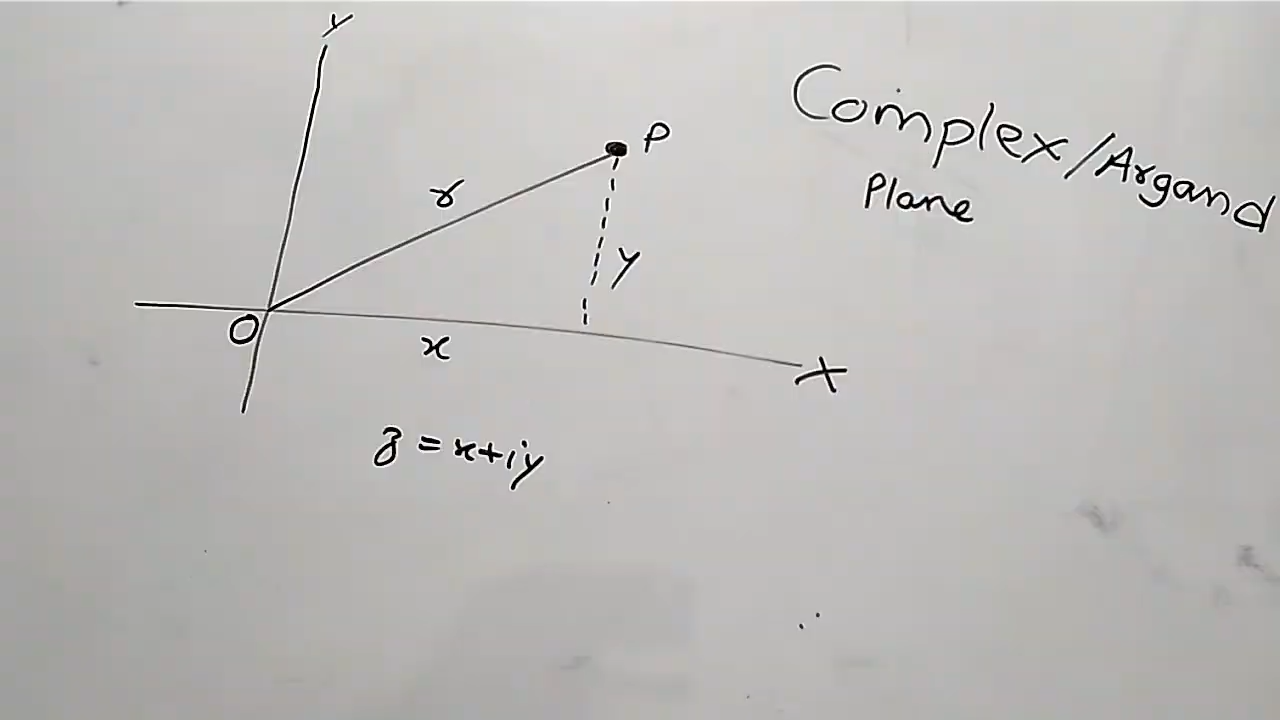 Y
Complex/Argand
Plane
P
r
y
O
x
X
z = x+iy